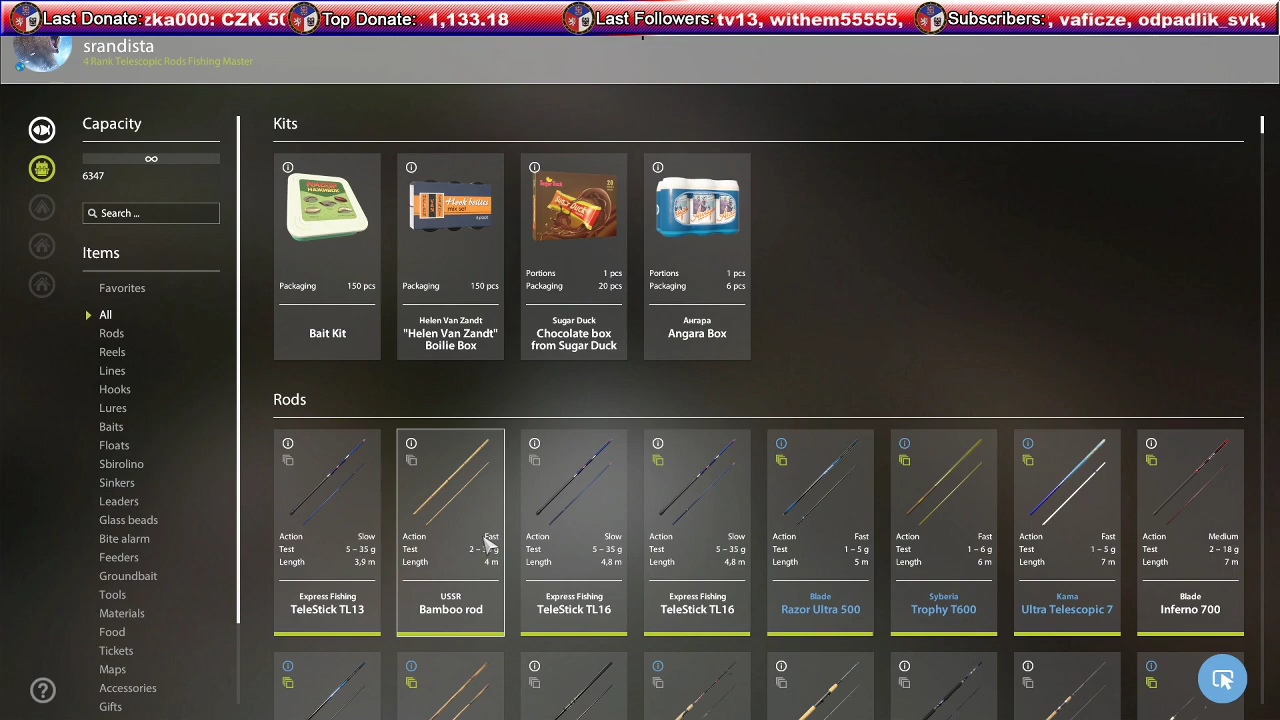 Last Donate: zka000: CZK 50 Top Donate: . 1,133.18 Last Followers: tv13, withem55555, Subscribers: , vaficze, odpadlik_svk,
srandista
4 Rank Telescopic Rods Fishing Master
Capacity
∞
6347
Search ...
Items
Favorites
All
Rods
Reels
Lines
Hooks
Lures
Baits
Floats
Sbirolino
Sinkers
Leaders
Glass beads
Bite alarm
Feeders
Groundbait
Tools
Materials
Food
Tickets
Maps
Accessories
Gifts
Kits
Packaging 150 pcs
Bait Kit
Hook boilus
mix set
Packaging 150 pcs
Helen Van Zandt
"Helen Van Zandt"
Boilie Box
Sugar Duck
Portions 1 pcs
Packaging 20 pcs
Sugar Duck
Chocolate box
from Sugar Duck
Portions 1 pcs
Packaging 6 pcs
Ангара
Angara Box
Rods
Action Slow
Test 5 – 35 g
Length 3,9 m
Express Fishing
TeleStick TL13
Action Fast
Test 2 – g
Length 4 m
USSR
Bamboo rod
Action Slow
Test 5 – 35 g
Length 4,8 m
Express Fishing
TeleStick TL16
Action Slow
Test 5 – 35 g
Length 4,8 m
Express Fishing
TeleStick TL16
Action Fast
Test 1 – 5 g
Length 5 m
Blade
Razor Ultra 500
Action Fast
Test 1 – 6 g
Length 6 m
Syberia
Trophy T600
Action Fast
Test 1 – 5 g
Length 7 m
Kama
Ultra Telescopic 7
Action Medium
Test 2 – 18 g
Length 7 m
Blade
Inferno 700
?